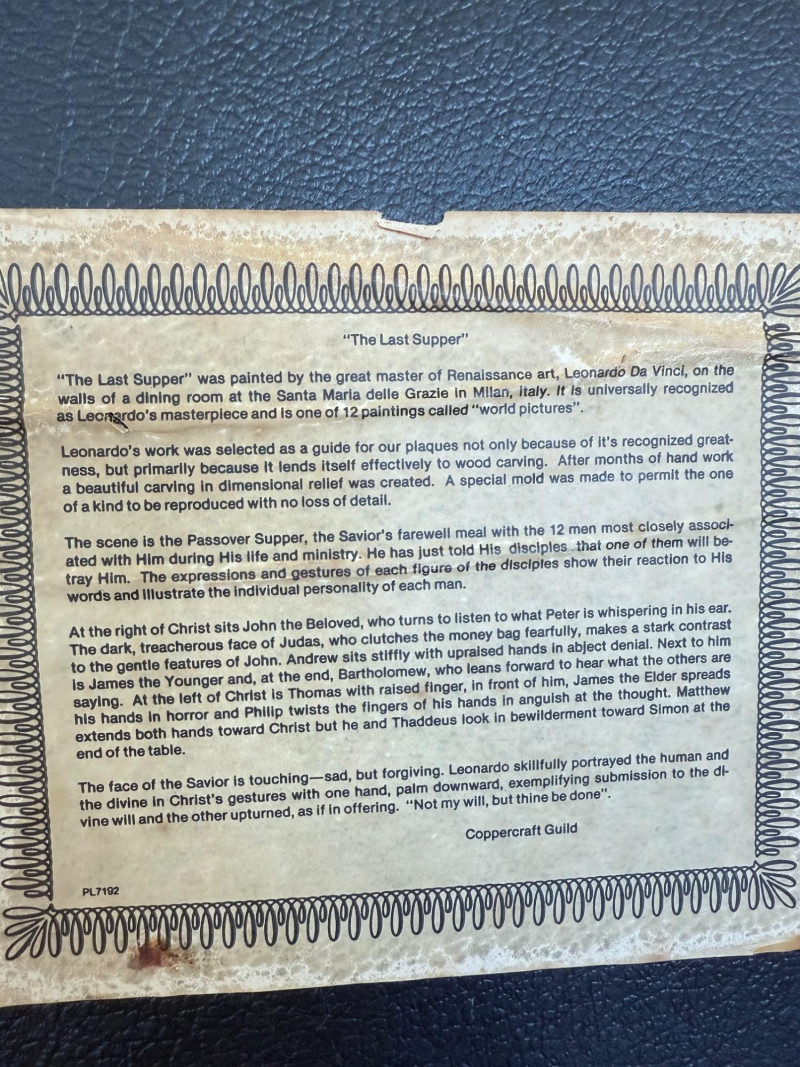 "The Last Supper"
"The Last Supper" was painted by the great master of Renaissance art, Leonardo Da Vinci, on the
walls of a dining room at the Santa Maria delle Grazie in Milan, Italy. It is universally recognized
as Leonardo's masterpiece and is one of 12 paintings called "world pictures".
Leonardo's work was selected as a guide for our plaques not only because of it's recognized great-
ness, but primarily because it lends itself effectively to wood carving. After months of hand work
a beautiful carving in dimensional relief was created. A special mold was made to permit the one
of a kind to be reproduced with no loss of detail.
The scene is the Passover Supper, the Savior's farewell meal with the 12 men most closely associ-
ated with Him during His life and ministry. He has just told His disciples that one of them will be-
tray Him. The expressions and gestures of each figure of the disciples show their reaction to His
words and illustrate the individual personality of each man.
At the right of Christ sits John the Beloved, who turns to listen to what Peter is whispering in his ear.
The dark, treacherous face of Judas, who clutches the money bag fearfully, makes a stark contrast
to the gentle features of John. Andrew sits stiffly with upraised hands in abject denial. Next to him
is James the Younger and, at the end, Bartholomew, who leans forward to hear what the others are
saying. At the left of Christ is Thomas with raised finger, in front of him, James the Elder spreads
his hands in horror and Philip twists the fingers of his hands in anguish at the thought. Matthew
extends both hands toward Christ but he and Thaddeus look in bewilderment toward Simon at the
end of the table.
The face of the Savior is touching—sad, but forgiving. Leonardo skillfully portrayed the human and
the divine in Christ's gestures with one hand, palm downward, exemplifying submission to the di-
vine will and the other upturned, as if in offering. "Not my will, but thine be done".
Coppercraft Guild
PL7192